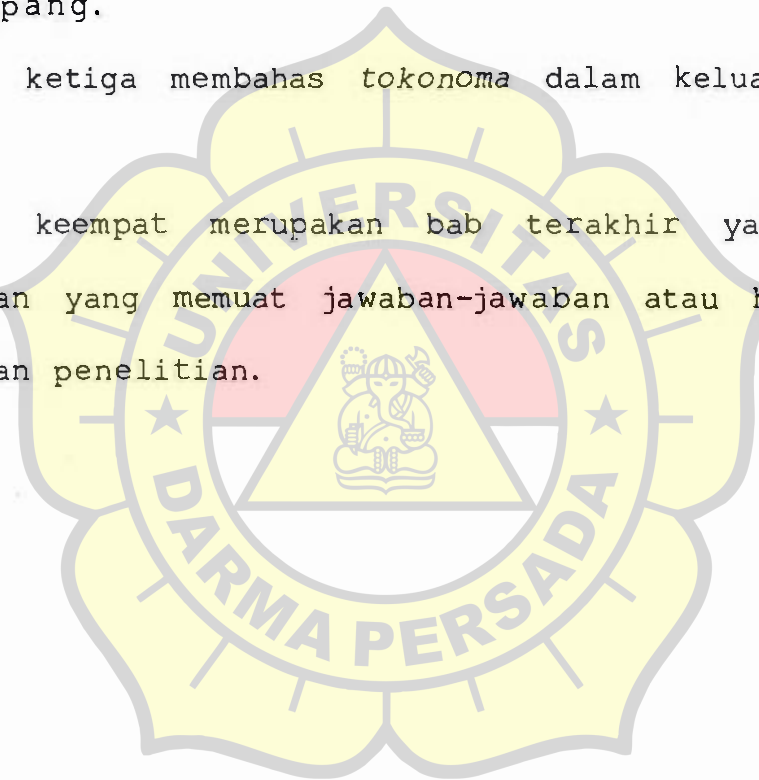 pang.
ketiga membahas tokonoma dalam kelua
keempat merupakan bab terakhir ya
an yang memuat jawaban-jawaban atau h
an penelitian.
UNIVERSITAS
DARMA PERSADA